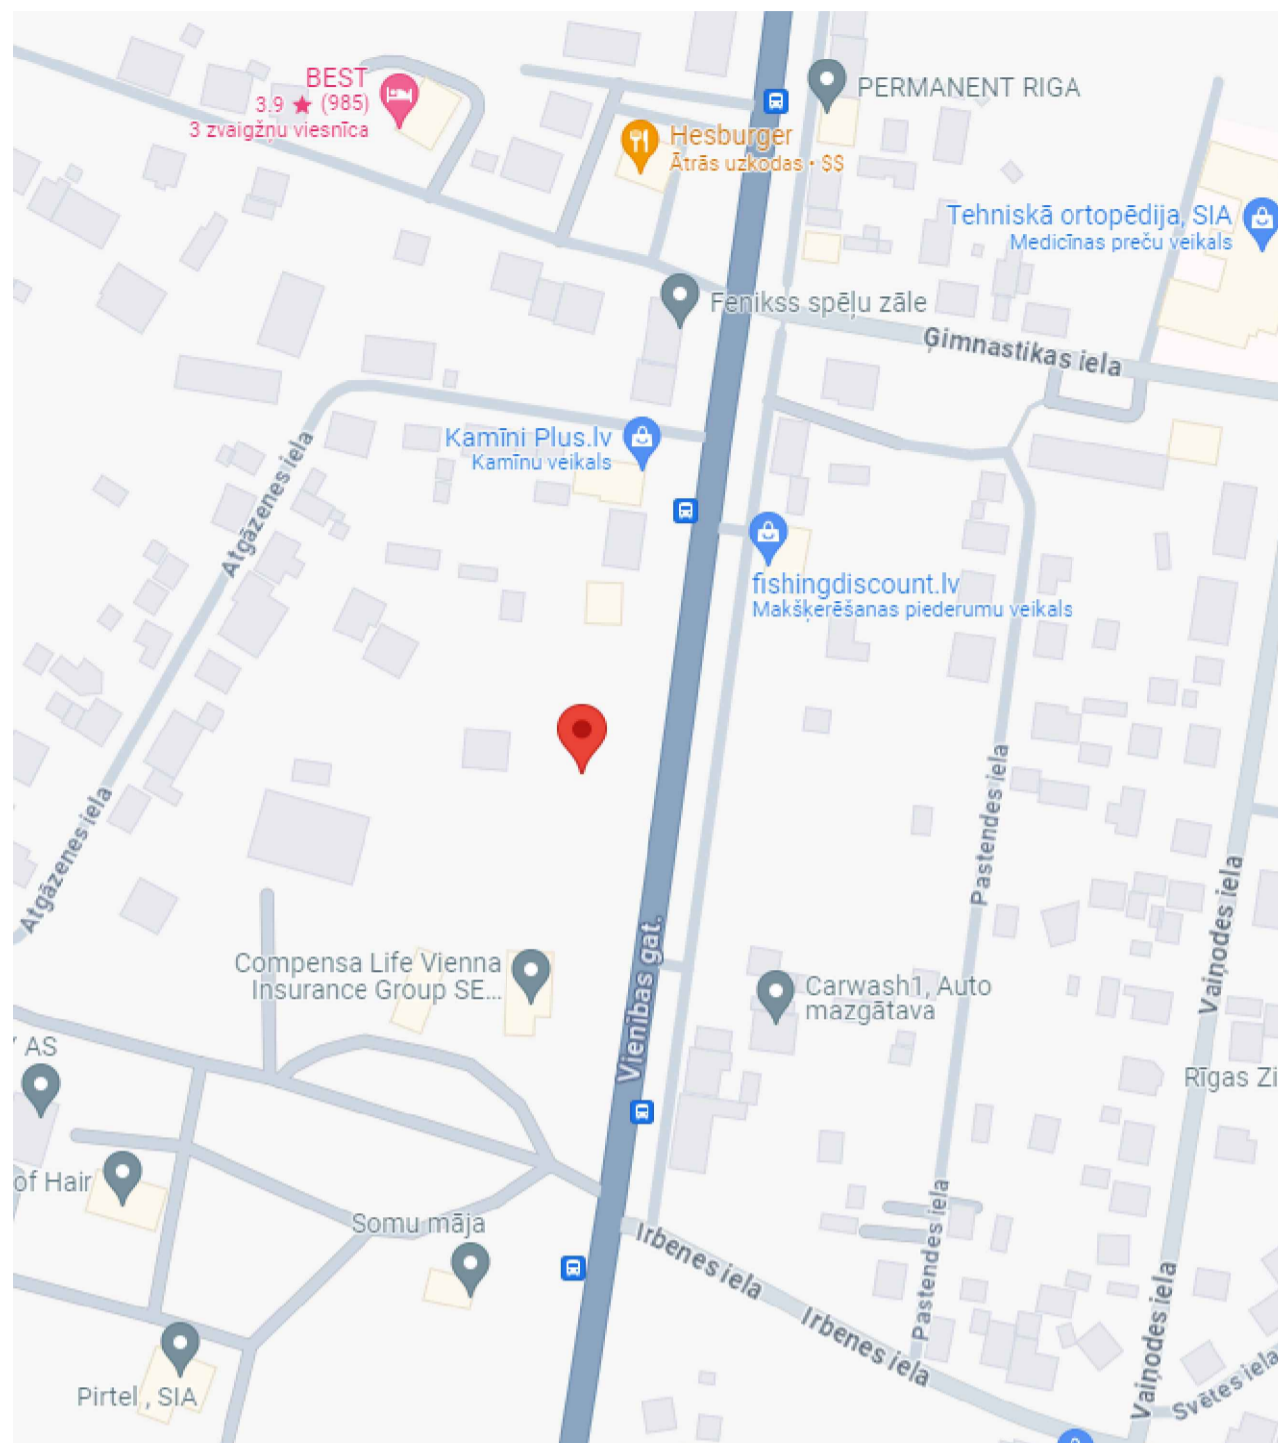 BEST
3.9 ★ (985)
3 zvaigžņu viesnīca
PERMANENT RIGA
Hesburger
Ātrās uzkodas • $$
Tehniskā ortopēdija, SIA
Medicīnas preču veikals
Fenikss spēļu zāle
Ģimnastikas iela
Kamīni Plus.lv
Kamīnu veikals
Atgāzenes iela
fishingdiscount.lv
Makšķerēšanas piederumu veikals
Pastendes iela
Atgāzenes iela
Vaiņodes iela
Vienības gat.
Compensa Life Vienna
Insurance Group SE...
Carwash1, Auto
mazgātava
AS
Rīgas Zi
of Hair
Somu māja
Irbenes iela
Pastendes iela
Irbenes iela
Vaiņodes iela
Svētes iela
Pirtel , SIA